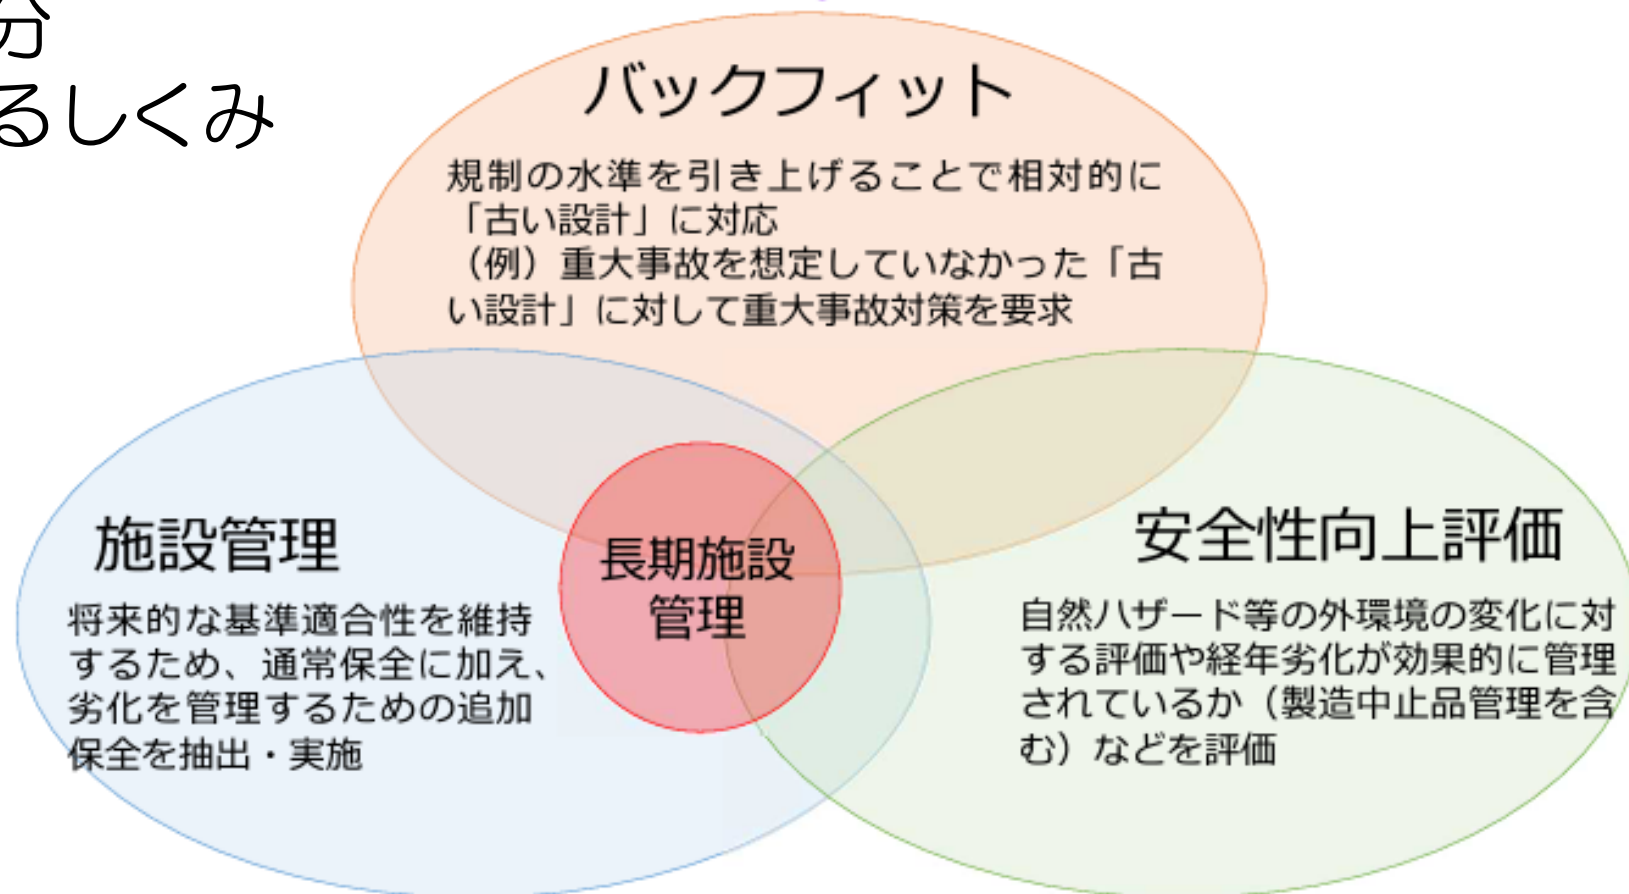 分
るしくみ
バックフィット
規制の水準を引き上げることで相対的に
「古い設計」に対応
（例）重大事故を想定していなかった「古
い設計」に対して重大事故対策を要求
施設管理
将来的な基準適合性を維持
するため、通常保全に加え、
劣化を管理するための追加
保全を抽出・実施
長期施設
管理
安全性向上評価
自然ハザード等の外環境の変化に対
する評価や経年劣化が効果的に管理
されているか（製造中止品管理を含
む）などを評価